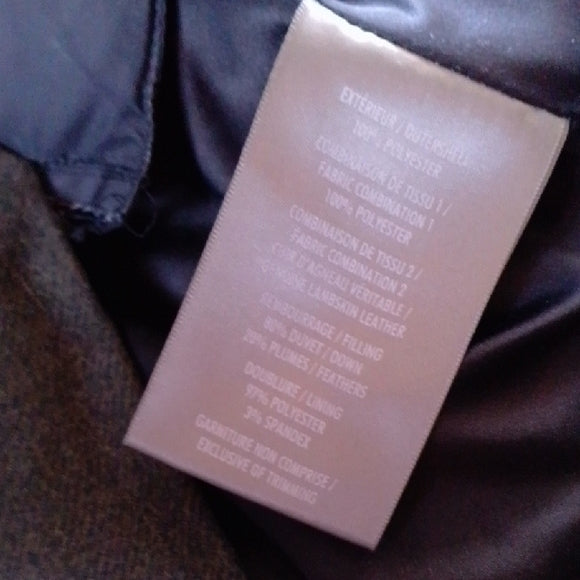 EXTÉRIEUR / OUTERSHELL
100% POLYESTER
COMBINAISON DE TISSU 1 /
FABRIC COMBINATION 1
100% POLYESTER
COMBINAISON DE TISSU 2 /
FABRIC COMBINATION 2
CUIR D'AGNEAU VÉRITABLE /
GENUINE LAMBSKIN LEATHER
REMBOURRAGE / FILLING
80% DUVET / DOWN
20% PLUMES / FEATHERS
DOUBLURE / LINING
97% POLYESTER
3% SPANDEX
GARNITURE NON COMPRISE /
EXCLUSIVE OF TRIMMING